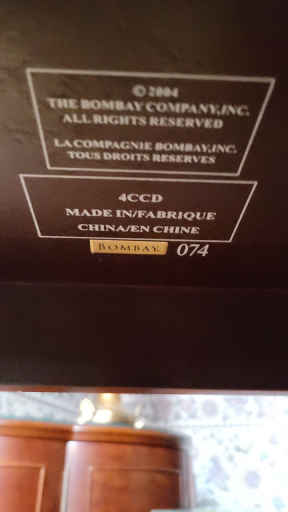 © 2004
THE BOMBAY COMPANY, INC.
ALL RIGHTS RESERVED
LA COMPAGNIE BOMBAY, INC.
TOUS DROITS RESERVES
4CCD
MADE IN/FABRIQUE
CHINA/EN CHINE
BOMBAY 074